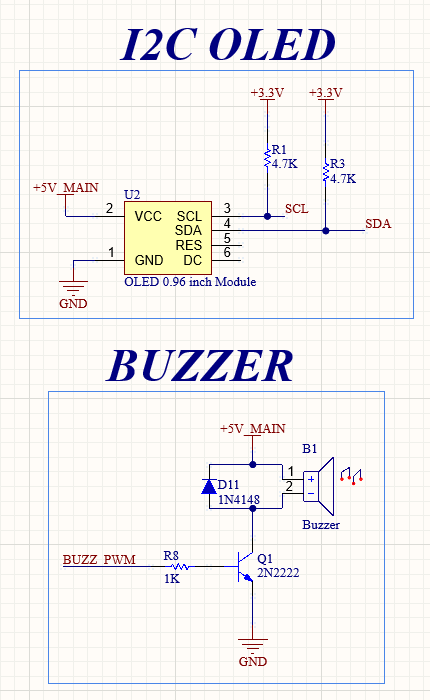 I2C OLED
+3.3V +3.3V
R1
4.7K
R3
4.7K
+5V_MAIN
U2
2 VCC SCL 3 SCL
SDA 4 SDA
RES 5
1 GND DC 6
OLED 0.96 inch Module
GND
BUZZER
+5V_MAIN
B1
1 +
2 −
D11
1N4148
Buzzer
BUZZ_PWM
R8
1K
Q1
2N2222
GND